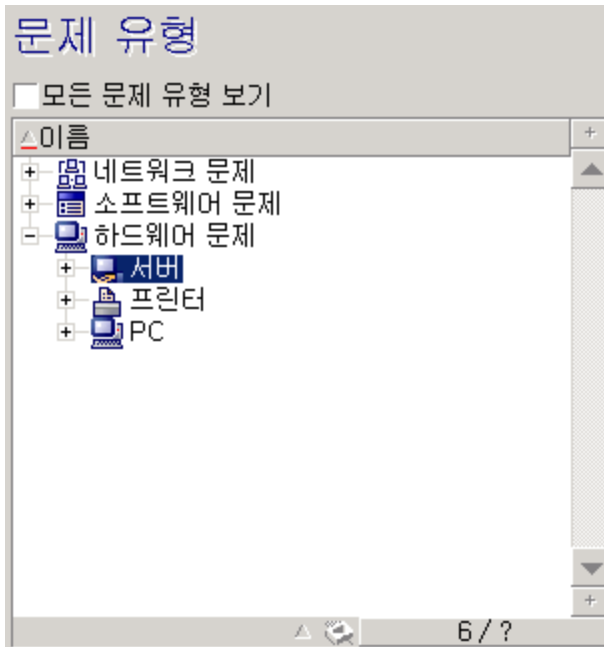 문제 유형
모든 문제 유형 보기
이름
네트워크 문제
소프트웨어 문제
하드웨어 문제
서버
프린터
PC
6/?